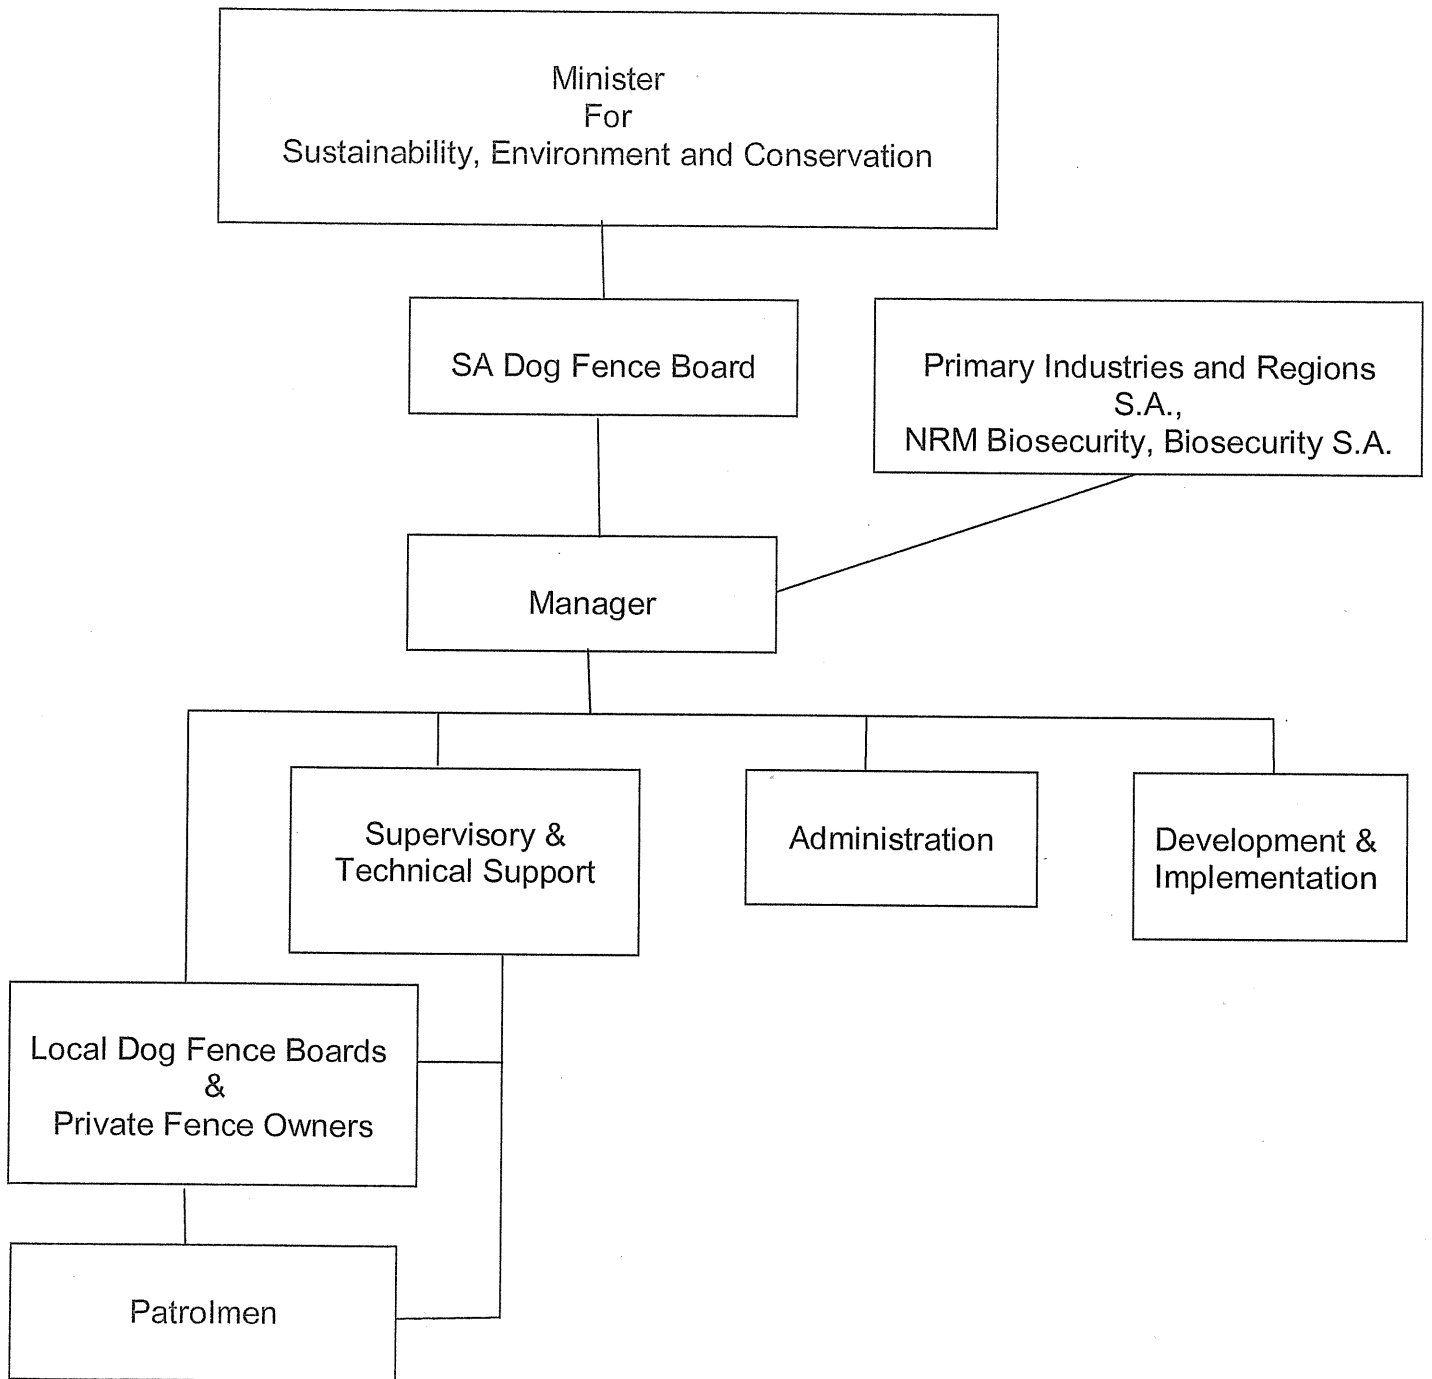 Minister
For
Sustainability, Environment and Conservation
SA Dog Fence Board
Primary Industries and Regions
S.A.,
NRM Biosecurity, Biosecurity S.A.
Manager
Supervisory &
Technical Support
Administration
Development &
Implementation
Local Dog Fence Boards
&
Private Fence Owners
Patrolmen